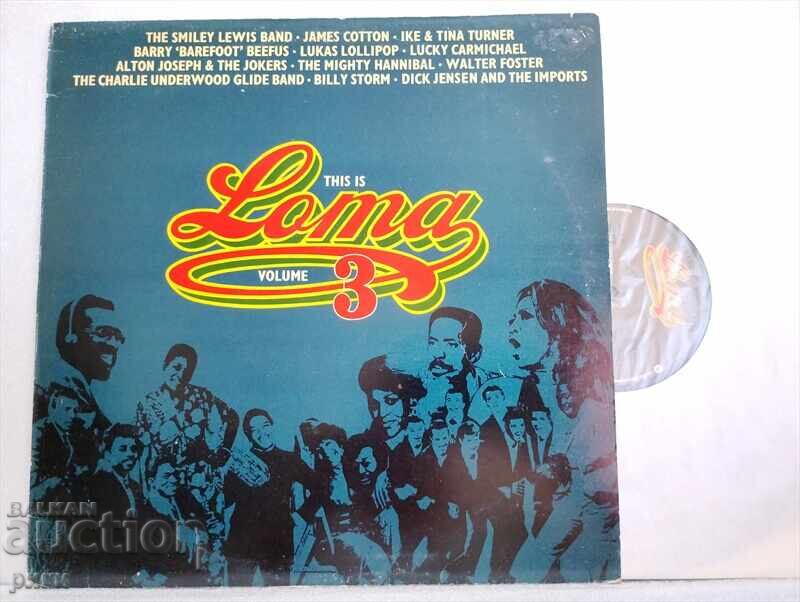 THE SMILEY LEWIS BAND · JAMES COTTON · IKE & TINA TURNER
BARRY 'BAREFOOT' BEEFUS · LUKAS LOLLIPOP · LUCKY CARMICHAEL
ALTON JOSEPH & THE JOKERS · THE MIGHTY HANNIBAL · WALTER FOSTER
THE CHARLIE UNDERWOOD GLIDE BAND · BILLY STORM · DICK JENSEN AND THE IMPORTS
THIS IS
Loma
VOLUME 3
BALKAN
auction